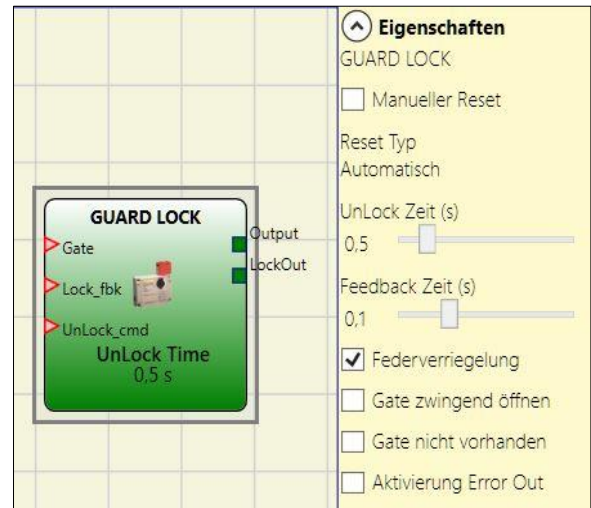 GUARD LOCK
Gate
Lock_fbk
UnLock_cmd
Output
LockOut
UnLock Time
0,5 s
Eigenschaften
GUARD LOCK
Manueller Reset
Reset Typ
Automatisch
UnLock Zeit (s)
0,5
Feedback Zeit (s)
0,1
Federverriegelung
Gate zwingend öffnen
Gate nicht vorhanden
Aktivierung Error Out